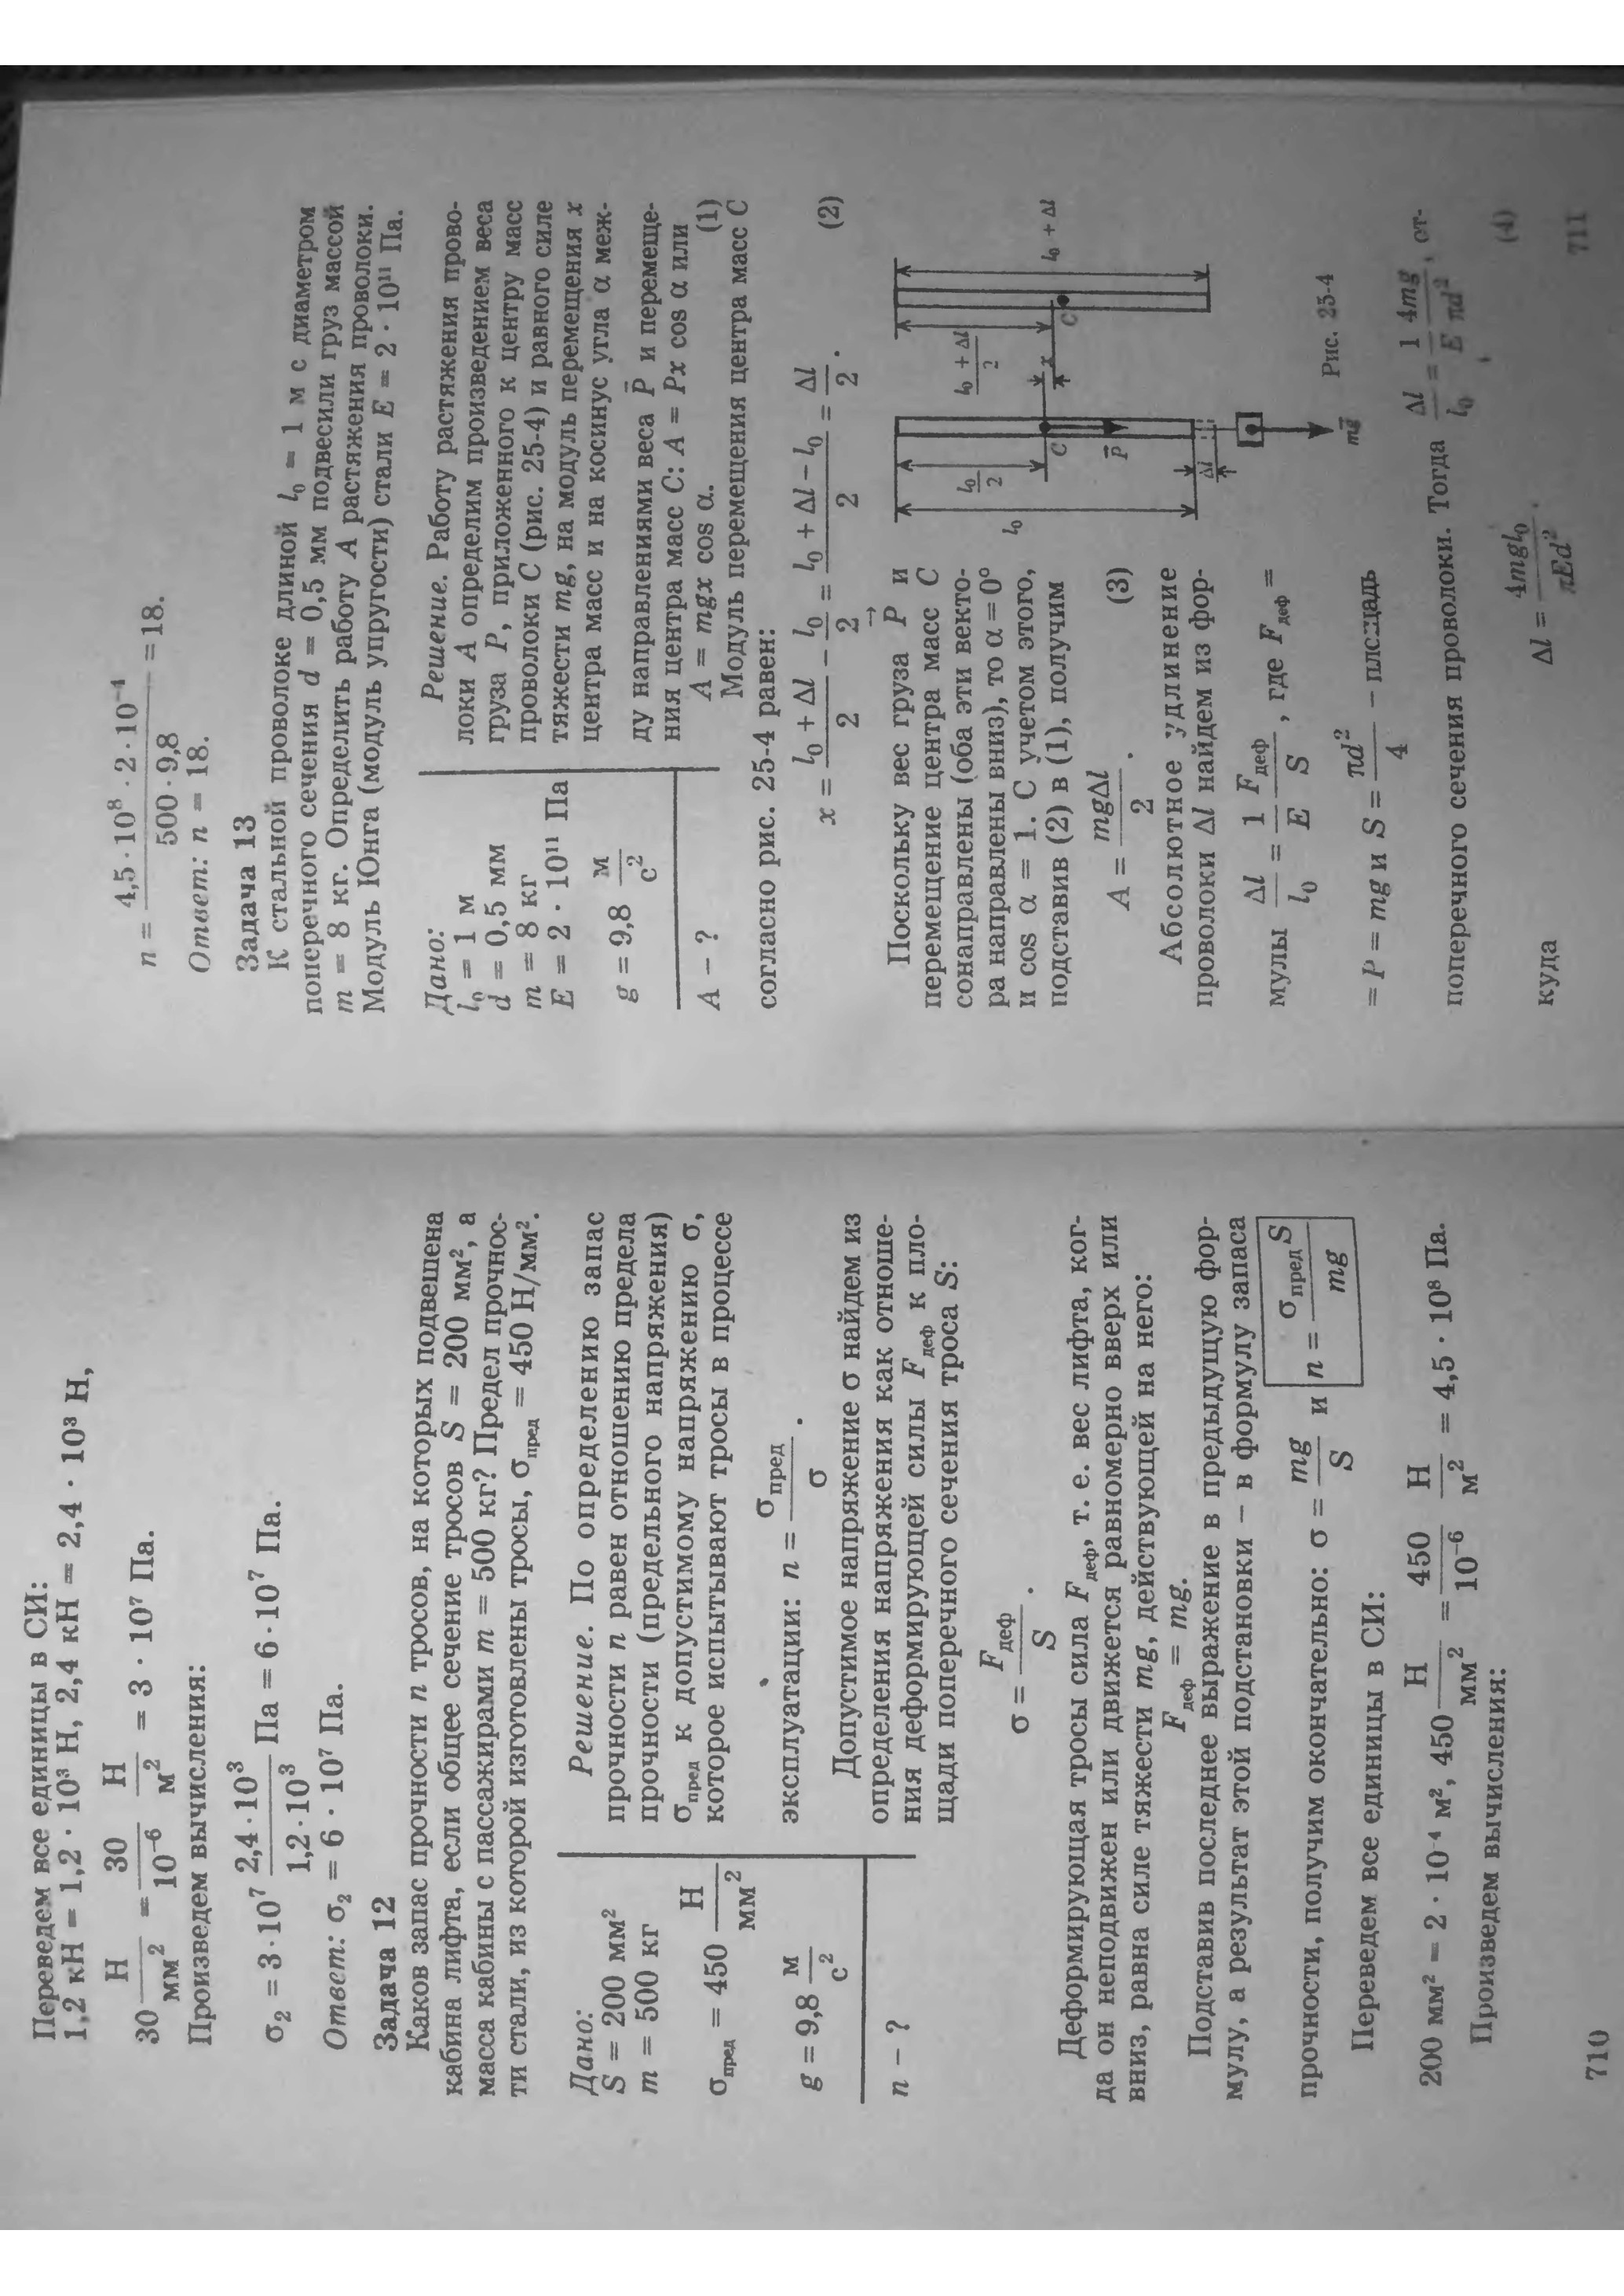 Переведем все единицы в СИ:
1,2 кН = 1,2 · 10³ Н, 2,4 кН = 2,4 · 10³ Н,
30 Н/мм² = 30/10⁻⁶ Н/м² = 3 · 10⁷ Па.
Произведем вычисления:
σ₂ = 3·10⁷ 2,4·10³/1,2·10³ Па = 6·10⁷ Па.
Ответ: σ₂ = 6 · 10⁷ Па.
Задача 12
Каков запас прочности n тросов, на которых подвешена
кабина лифта, если общее сечение тросов S = 200 мм², а
масса кабины с пассажирами m = 500 кг? Предел прочнос-
ти стали, из которой изготовлены тросы, σпред = 450 Н/мм².
Дано:
S = 200 мм²
m = 500 кг
σпред = 450 Н/мм²
g = 9,8 м/с²
n – ?
Решение. По определению запас
прочности n равен отношению предела
прочности (предельного напряжения)
σпред к допустимому напряжению σ,
которое испытывают тросы в процессе
эксплуатации: n = σпред/σ.
Допустимое напряжение σ найдем из
определения напряжения как отноше-
ния деформирующей силы Fдеф к пло-
щади поперечного сечения троса S:
σ = Fдеф/S.
Деформирующая тросы сила Fдеф, т. е. вес лифта, ког-
да он неподвижен или движется равномерно вверх или
вниз, равна силе тяжести mg, действующей на него:
Fдеф = mg.
Подставив последнее выражение в предыдущую фор-
мулу, а результат этой подстановки – в формулу запаса
прочности, получим окончательно: σ = mg/S и n = σпредS/mg
Переведем все единицы в СИ:
200 мм² = 2 · 10⁻⁴ м², 450 Н/мм² = 450/10⁻⁶ Н/м² = 4,5 · 10⁸ Па.
Произведем вычисления:
710
n = 4,5·10⁸·2·10⁻⁴/500·9,8 = 18.
Ответ: n = 18.
Задача 13
К стальной проволоке длиной l₀ = 1 м с диаметром
поперечного сечения d = 0,5 мм подвесили груз массой
m = 8 кг. Определить работу A растяжения проволоки.
Модуль Юнга (модуль упругости) стали E = 2 · 10¹¹ Па.
Дано:
l₀ = 1 м
d = 0,5 мм
m = 8 кг
E = 2 · 10¹¹ Па
g = 9,8 м/с²
A – ?
Решение. Работу растяжения прово-
локи A определим произведением веса
груза P, приложенного к центру масс
проволоки C (рис. 25-4) и равного силе
тяжести mg, на модуль перемещения x
центра масс и на косинус угла α меж-
ду направлениями веса P̄ и перемеще-
ния центра масс C: A = Px cos α или
A = mgx cos α. (1)
Модуль перемещения центра масс C
согласно рис. 25-4 равен:
x = l₀ + Δl/2 – l₀/2 = l₀ + Δl – l₀/2 = Δl/2. (2)
Поскольку вес груза P⃗ и
перемещение центра масс C
сонаправлены (оба эти векто-
ра направлены вниз), то α = 0°
и cos α = 1. С учетом этого,
подставив (2) в (1), получим
A = mgΔl/2. (3)
Абсолютное удлинение
проволоки Δl найдем из фор-
мулы Δl/l₀ = 1/E Fдеф/S, где Fдеф =
l₀
l₀/2
C
P̄
Δl
mg
l₀ + Δl/2
x
C
l₀ + Δl
Рис. 25-4
= P = mg и S = πd²/4 – площадь
поперечного сечения проволоки. Тогда Δl/l₀ = 1/E 4mg/πd², от-
куда Δl = 4mgl₀/πEd². (4)
711